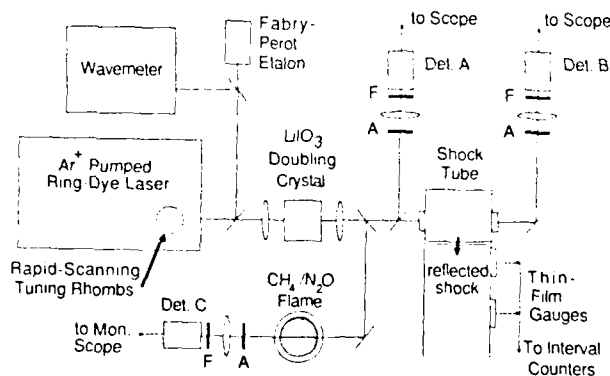 Fabry-
Perot
Etalon
to Scope
to Scope
Wavemeter
Det. A
Det. B
F
F
A
A
LiIO3
Doubling
Crystal
Shock
Tube
Ar+ Pumped
Ring-Dye Laser
Rapid-Scanning
Tuning Rhombs
CH4/N2O
Flame
reflected
shock
Thin-
Film
Gauges
Det. C
to Mon.
Scope
F
A
To Interval
Counters